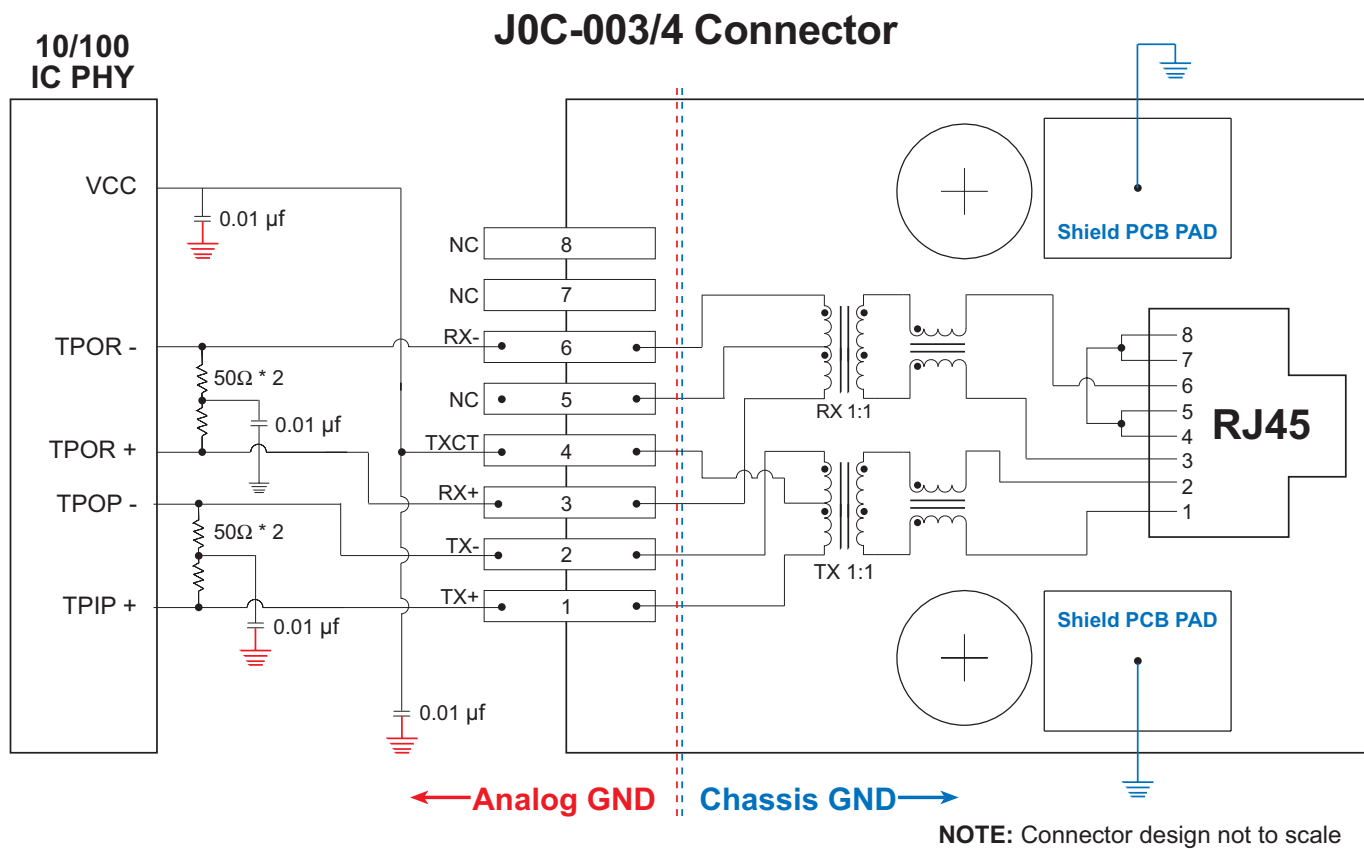 J0C-003/4 Connector
10/100
IC PHY
VCC
0.01 µf
TPOR -
50Ω * 2
0.01 µf
TPOR +
TPOP -
50Ω * 2
TPIP +
0.01 µf
0.01 µf
NC
8
NC
7
RX-
6
NC
5
TXCT
4
RX+
3
TX-
2
TX+
1
Shield PCB PAD
RX 1:1
TX 1:1
8
7
6
5
4
3
2
1
RJ45
Shield PCB PAD
Analog GND
Chassis GND
NOTE: Connector design not to scale